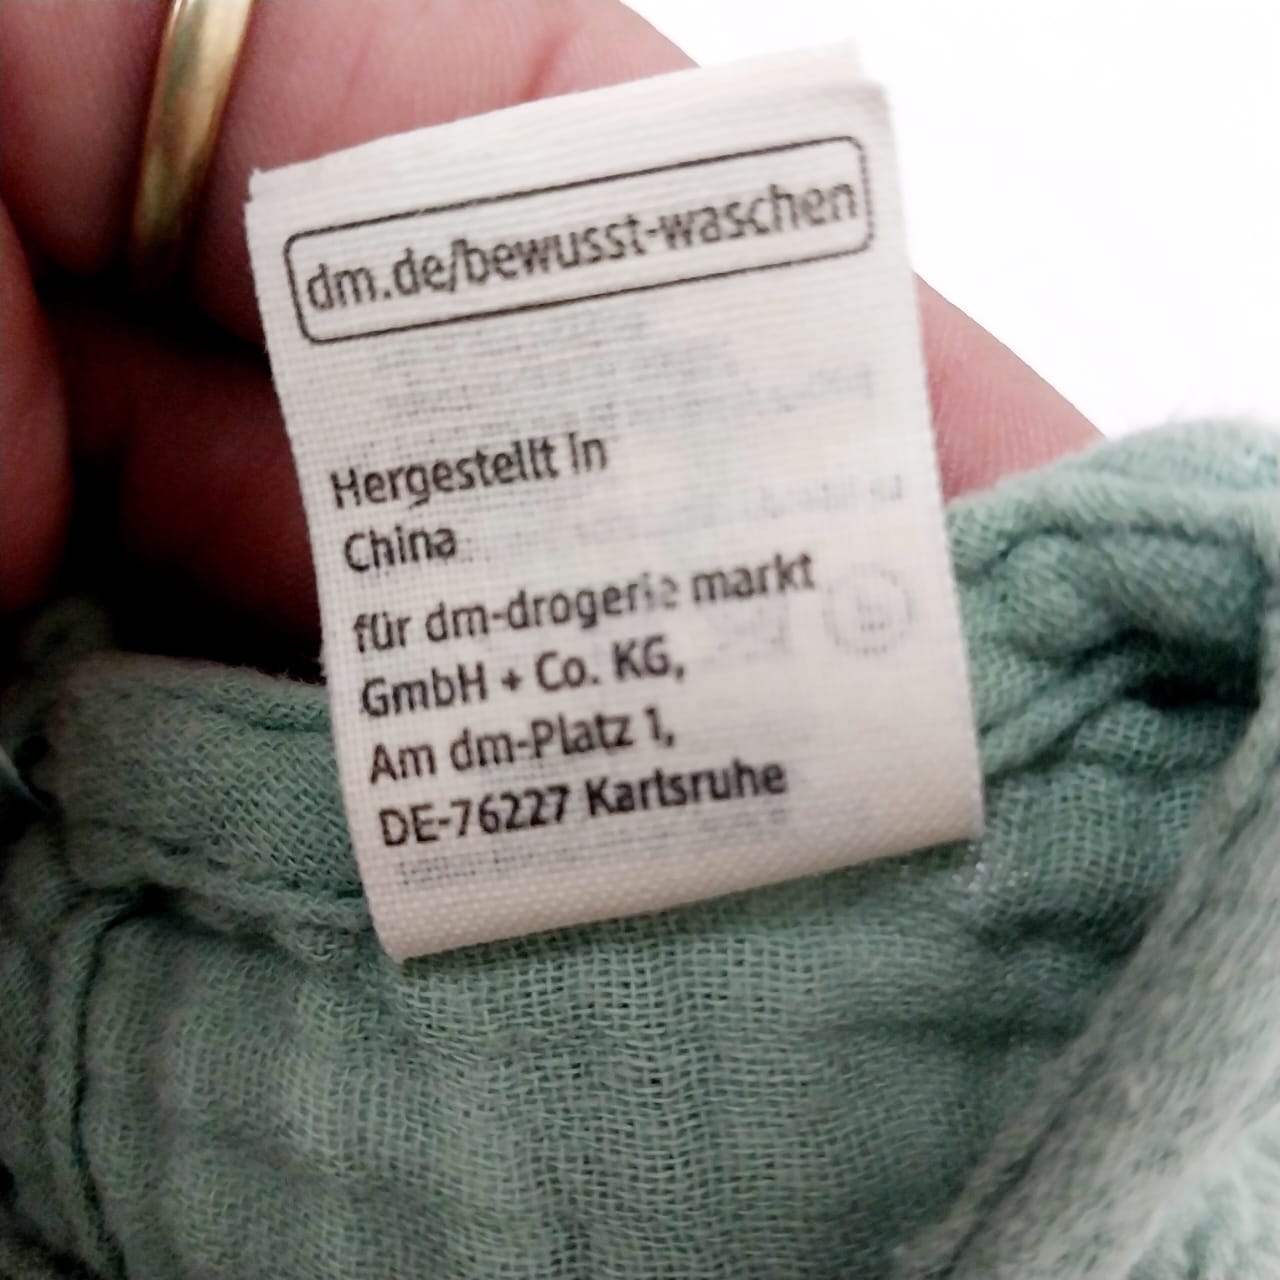 dm.de/bewusst-waschen
Hergestellt in
China
für dm-drogerie markt
GmbH + Co. KG,
Am dm-Platz 1,
DE-76227 Karlsruhe